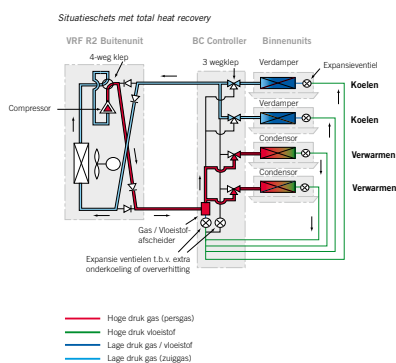 Situatieschets met total heat recovery
VRF R2 Buitenunit
BC Controller
Binnenunits
4-weg klep
3 wegklep
Verdamper
Expansieventiel
Koelen
Compressor
Verdamper
Koelen
Condensor
Verwarmen
Condensor
Verwarmen
Gas / Vloeistof-
afscheider
Expansie ventielen t.b.v. extra
onderkoeling of oververhitting
Hoge druk gas (persgas)
Hoge druk vloeistof
Lage druk gas / vloeistof
Lage druk gas (zuiggas)